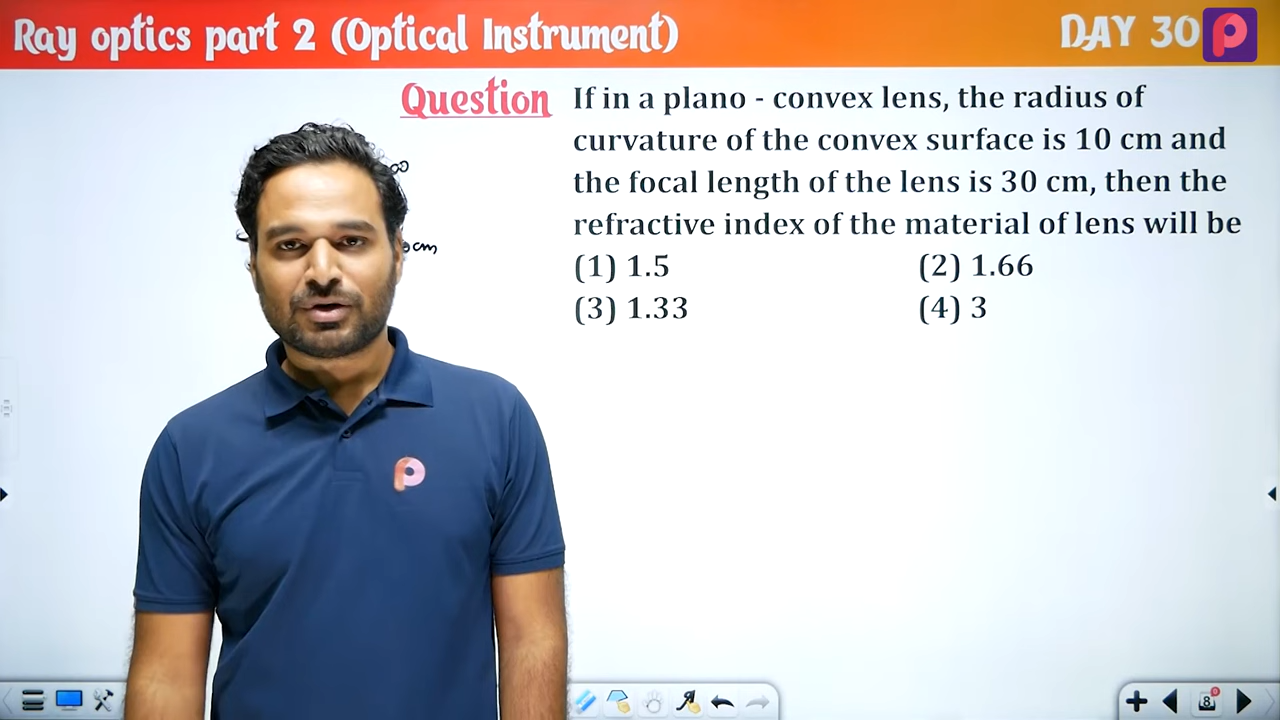 Ray optics part 2 (Optical Instrument)
DAY 30
Question
If in a plano - convex lens, the radius of
curvature of the convex surface is 10 cm and
the focal length of the lens is 30 cm, then the
refractive index of the material of lens will be
(1) 1.5 (2) 1.66
(3) 1.33 (4) 3
cm
8